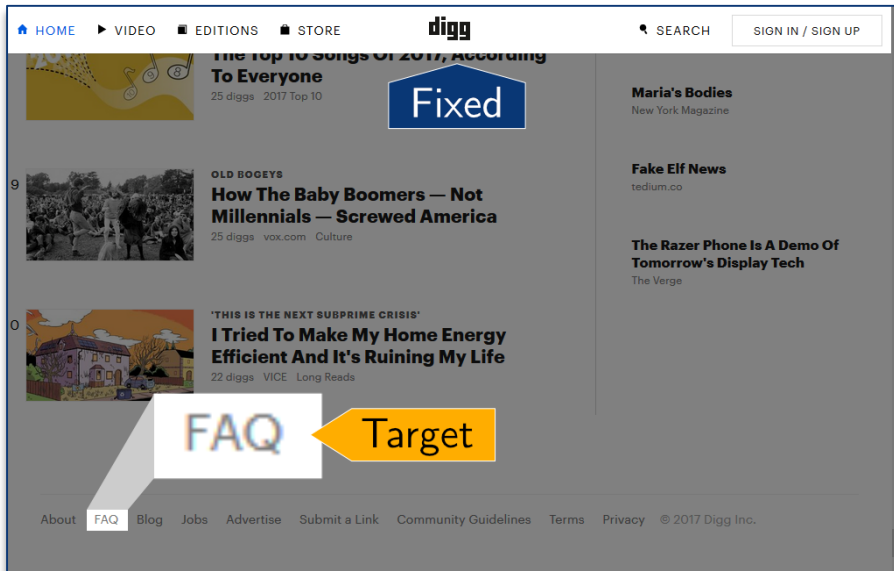 HOME VIDEO EDITIONS STORE digg SEARCH SIGN IN / SIGN UP
The Top 10 Songs Of 2017, According
To Everyone
25 diggs 2017 Top 10
Fixed
Maria's Bodies
New York Magazine
9
OLD BOGEYS
How The Baby Boomers — Not
Millennials — Screwed America
25 diggs vox.com Culture
Fake Elf News
tedium.co
The Razer Phone Is A Demo Of
Tomorrow's Display Tech
The Verge
0
'THIS IS THE NEXT SUBPRIME CRISIS'
I Tried To Make My Home Energy
Efficient And It's Ruining My Life
22 diggs VICE Long Reads
FAQ
Target
About FAQ Blog Jobs Advertise Submit a Link Community Guidelines Terms Privacy © 2017 Digg Inc.